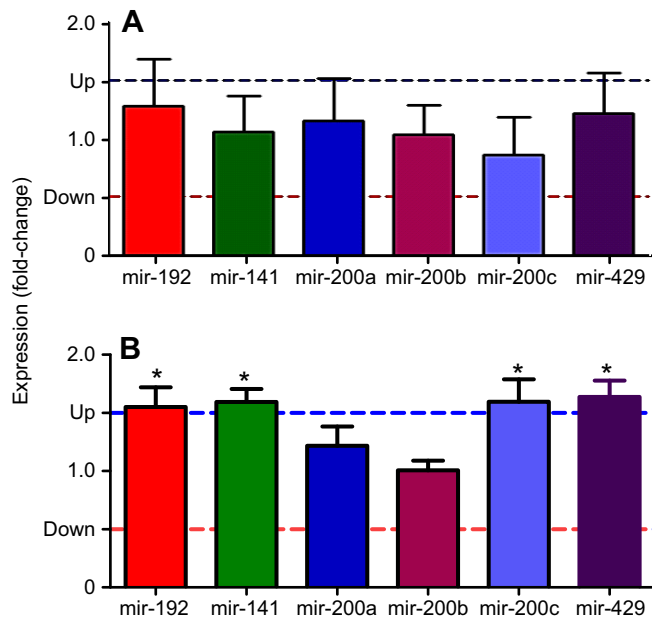 A
2.0
Up
1.0
Down
0
mir-192 mir-141 mir-200a mir-200b mir-200c mir-429
Expression (fold-change)
B
2.0
* * * *
Up
1.0
Down
0
mir-192 mir-141 mir-200a mir-200b mir-200c mir-429